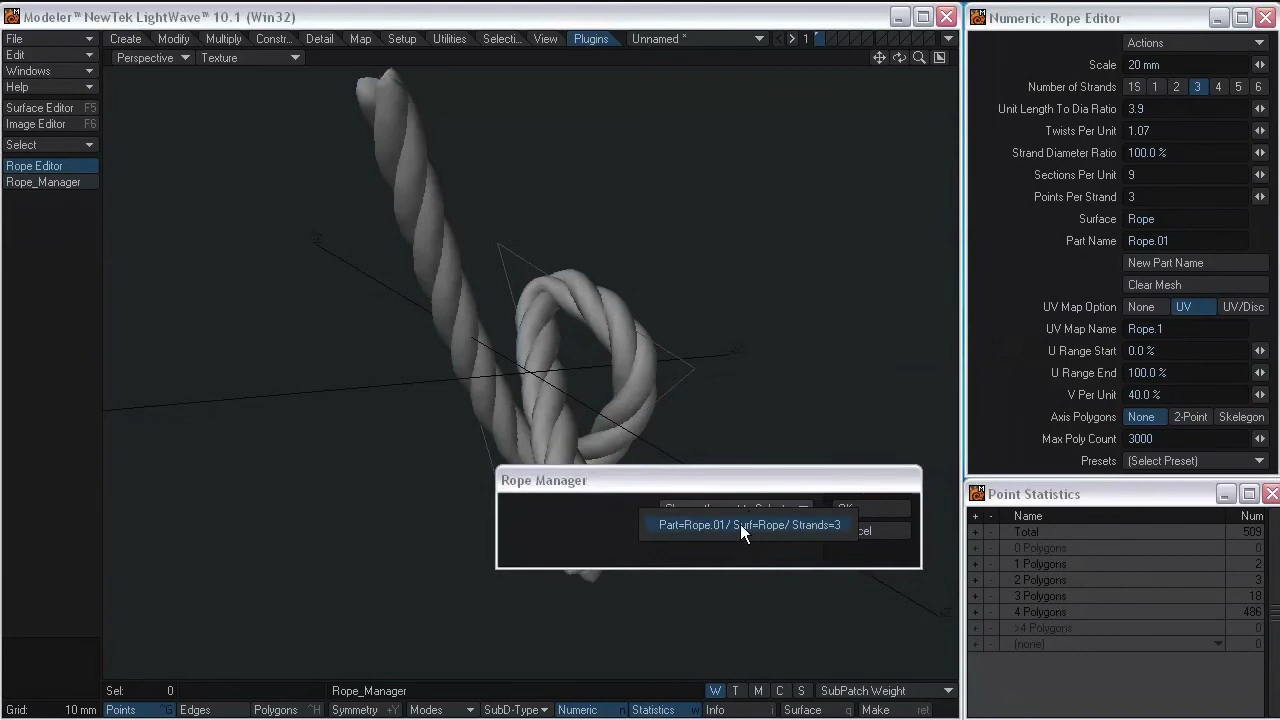 Modeler™ NewTek LightWave™ 10.1 (Win32)
File
Edit
Windows
Help
Surface Editor F5
Image Editor F6
Select
Rope Editor
Rope_Manager
Create Modify Multiply Constr... Detail Map Setup Utilities Selecti... View Plugins Unnamed * 1
Perspective Texture
Rope Manager
OK
Part=Rope.01/ Surf=Rope/ Strands=3
cel
Sel: 0 Rope_Manager W T M C S SubPatch Weight
Grid: 10 mm Points ^G Edges Polygons ^H Symmetry +Y Modes SubD-Type Numeric n Statistics w Info i Surface q Make ret
Numeric: Rope Editor
Actions
Scale 20 mm
Number of Strands 1S 1 2 3 4 5 6
Unit Length To Dia Ratio 3.9
Twists Per Unit 1.07
Strand Diameter Ratio 100.0 %
Sections Per Unit 9
Points Per Strand 3
Surface Rope
Part Name Rope.01
New Part Name
Clear Mesh
UV Map Option None UV UV/Disc
UV Map Name Rope.1
U Range Start 0.0 %
U Range End 100.0 %
V Per Unit 40.0 %
Axis Polygons None 2-Point Skelegon
Max Poly Count 3000
Presets (Select Preset)
Point Statistics
+ - Name Num
+ - Total 509
+ - 0 Polygons 0
+ - 1 Polygons 2
+ - 2 Polygons 3
+ - 3 Polygons 18
+ - 4 Polygons 486
+ - >4 Polygons 0
+ - (none) 0